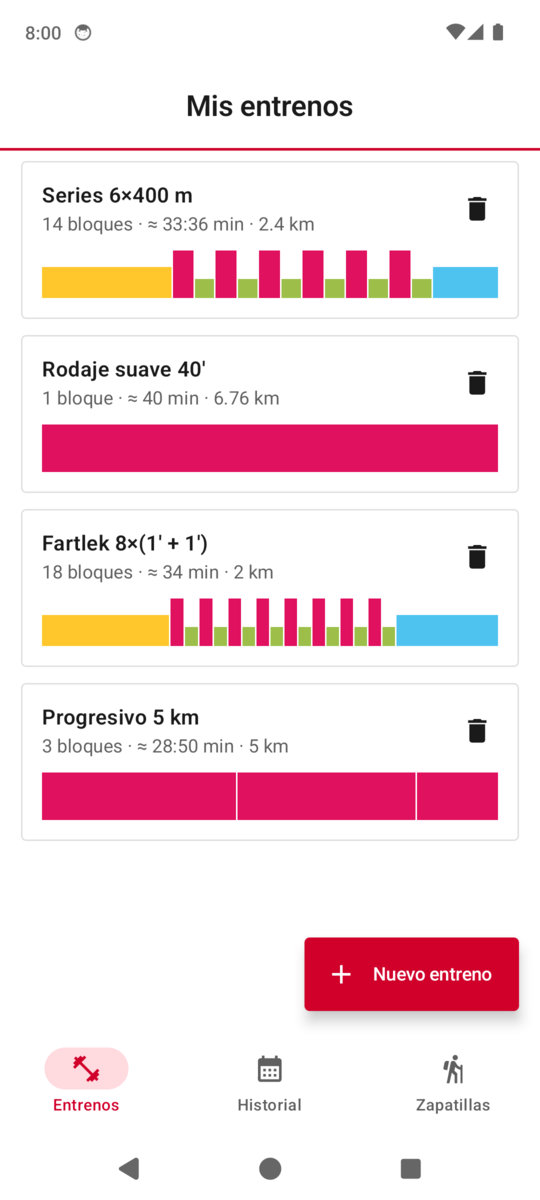 8:00
Mis entrenos
Series 6×400 m
14 bloques · ≈ 33:36 min · 2.4 km
Rodaje suave 40'
1 bloque · ≈ 40 min · 6.76 km
Fartlek 8×(1' + 1')
18 bloques · ≈ 34 min · 2 km
Progresivo 5 km
3 bloques · ≈ 28:50 min · 5 km
Nuevo entreno
Entrenos
Historial
Zapatillas